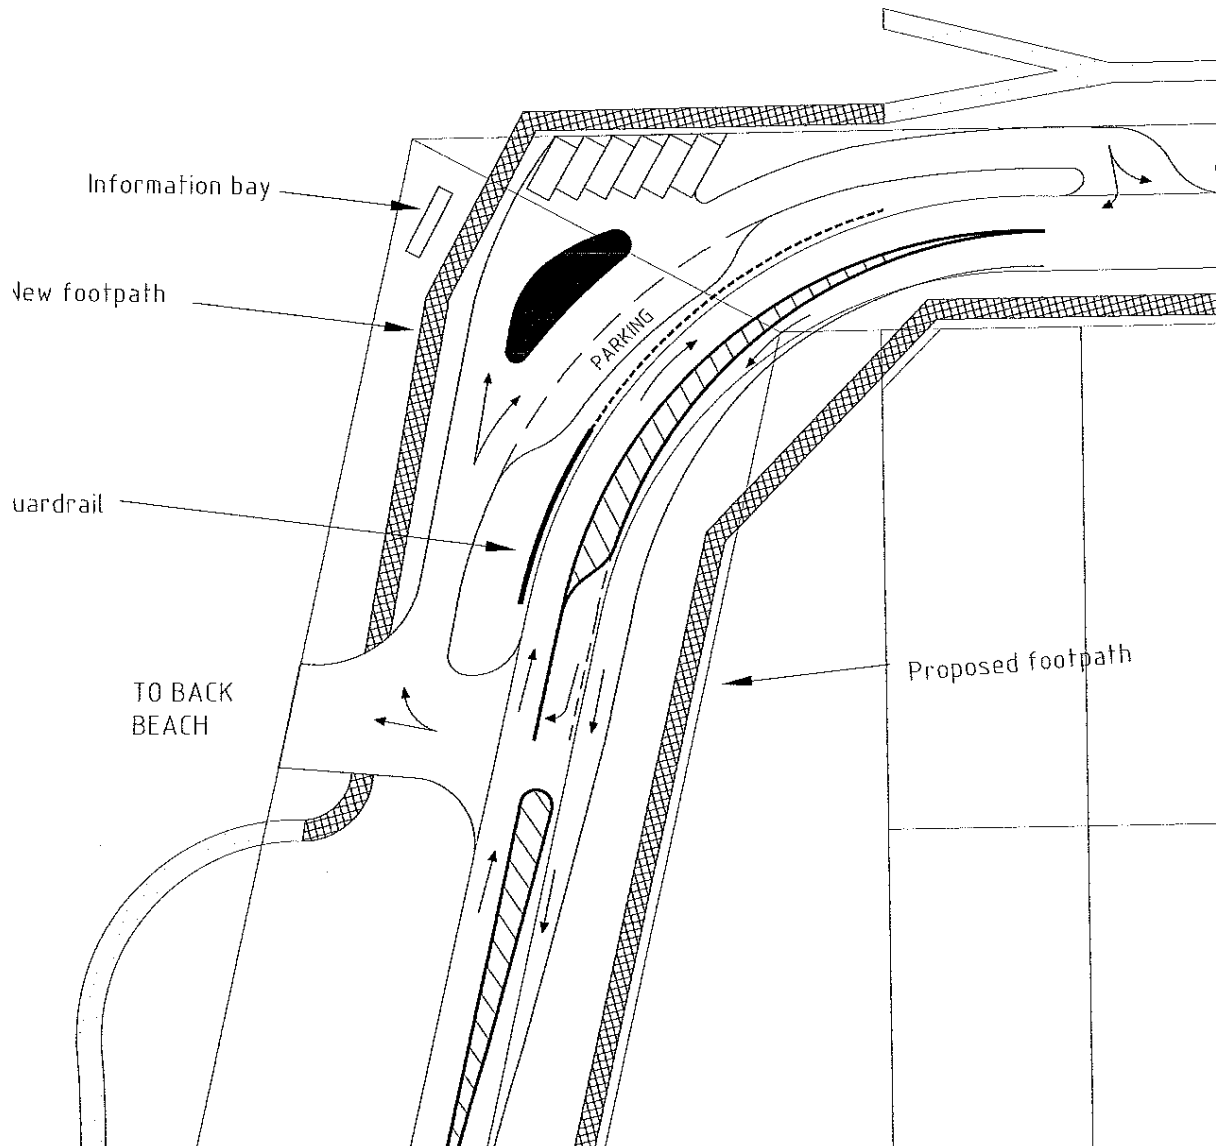 Information bay
New footpath
PARKING
uardrail
Proposed footpath
TO BACK
BEACH